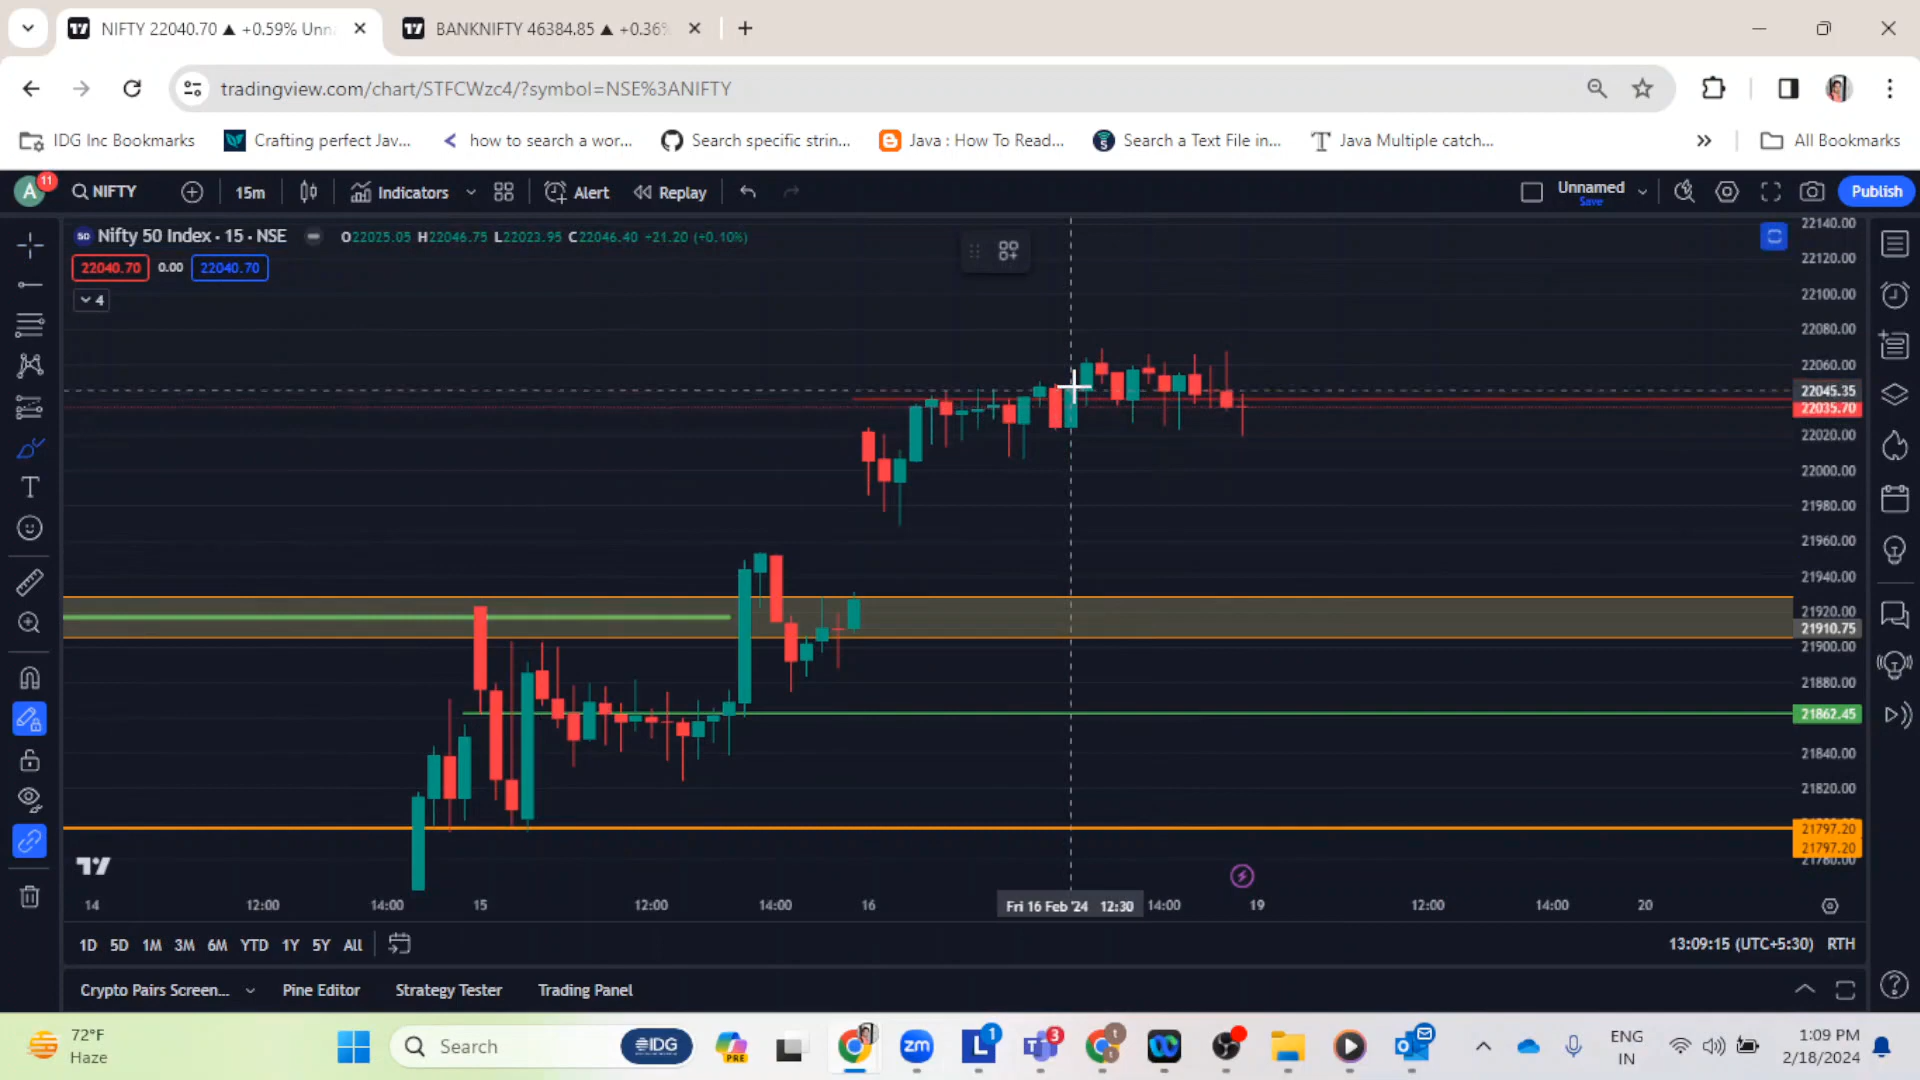 NIFTY 22040.70 ▲ +0.59% Unn
BANKNIFTY 46384.85 ▲ +0.36%
tradingview.com/chart/STFCWzc4/?symbol=NSE%3ANIFTY
IDG Inc Bookmarks
Crafting perfect Jav...
how to search a wor...
Search specific strin...
Java : How To Read...
Search a Text File in...
Java Multiple catch...
All Bookmarks
A
11
NIFTY
15m
Indicators
Alert
Replay
Unnamed
Save
Publish
50 Nifty 50 Index · 15 · NSE
O22025.05 H22046.75 L22023.95 C22046.40 +21.20 (+0.10%)
22040.70 0.00 22040.70
4
22140.00
22120.00
22100.00
22080.00
22060.00
22045.35
22035.70
22020.00
22000.00
21980.00
21960.00
21940.00
21920.00
21910.75
21900.00
21880.00
21862.45
21840.00
21820.00
21797.20
21797.20
21780.00
14 12:00 14:00 15 12:00 14:00 16 Fri 16 Feb '24 12:30 14:00 19 12:00 14:00 20
1D 5D 1M 3M 6M YTD 1Y 5Y All
13:09:15 (UTC+5:30) RTH
Crypto Pairs Screen...
Pine Editor
Strategy Tester
Trading Panel
72°F
Haze
Search
IDG
PRE
zm
L
1
3
ENG
IN
1:09 PM
2/18/2024